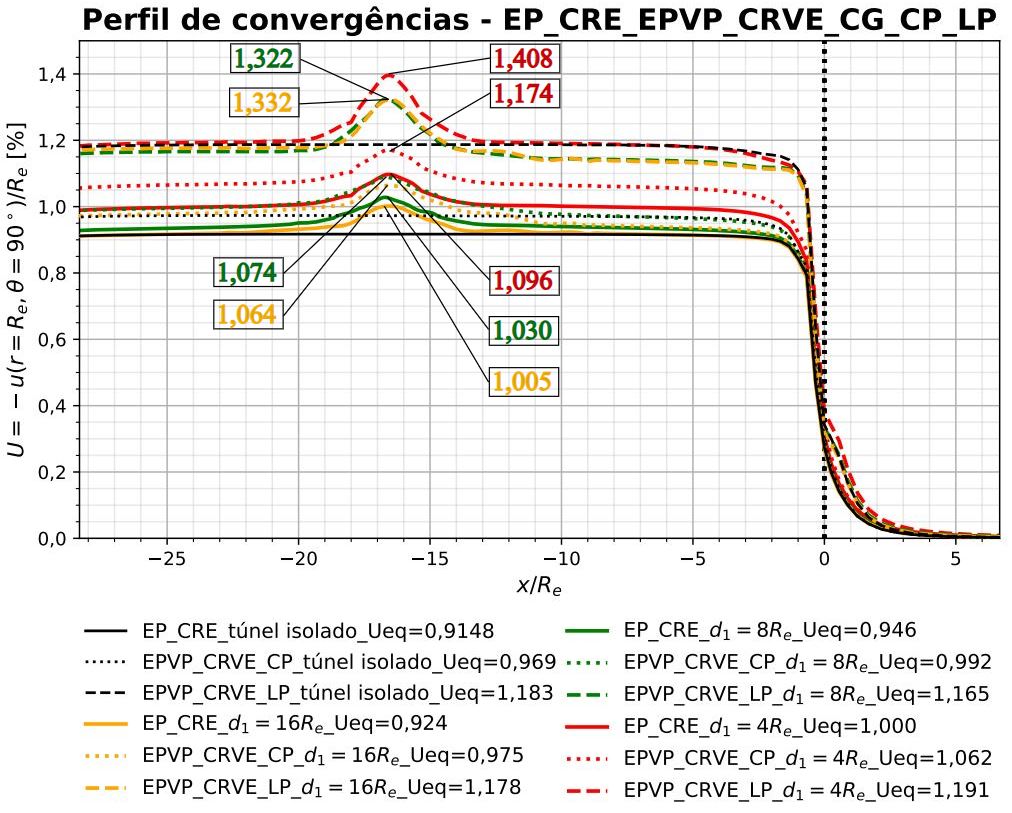 Perfil de convergências - EP_CRE_EPVP_CRVE_CG_CP_LP
1,322
1,408
1,332
1,174
1,074
1,096
1,064
1,030
1,005
U = − u(r = Rₑ, θ = 90°)/Rₑ [%]
1,4
1,2
1,0
0,8
0,6
0,4
0,2
0,0
−25 −20 −15 −10 −5 0 5
x/Rₑ
EP_CRE_túnel isolado_Ueq=0,9148
EPVP_CRVE_CP_túnel isolado_Ueq=0,969
EPVP_CRVE_LP_túnel isolado_Ueq=1,183
EP_CRE_d₁ = 16Rₑ_Ueq=0,924
EPVP_CRVE_CP_d₁ = 16Rₑ_Ueq=0,975
EPVP_CRVE_LP_d₁ = 16Rₑ_Ueq=1,178
EP_CRE_d₁ = 8Rₑ_Ueq=0,946
EPVP_CRVE_CP_d₁ = 8Rₑ_Ueq=0,992
EPVP_CRVE_LP_d₁ = 8Rₑ_Ueq=1,165
EP_CRE_d₁ = 4Rₑ_Ueq=1,000
EPVP_CRVE_CP_d₁ = 4Rₑ_Ueq=1,062
EPVP_CRVE_LP_d₁ = 4Rₑ_Ueq=1,191